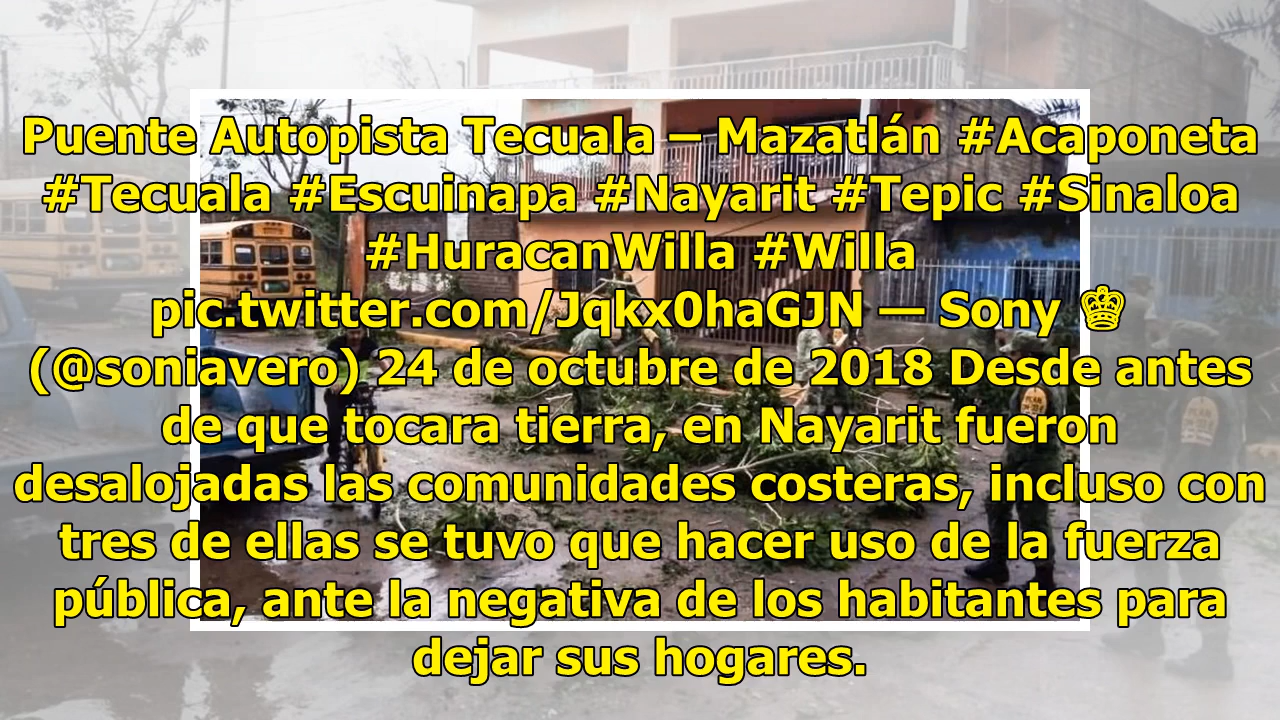 Puente Autopista Tecuala – Mazatlán #Acaponeta
#Tecuala #Escuinapa #Nayarit #Tepic #Sinaloa
#HuracanWilla #Willa
pic.twitter.com/Jqkx0haGJN — Sony ♚
(@soniavero) 24 de octubre de 2018 Desde antes
de que tocara tierra, en Nayarit fueron
desalojadas las comunidades costeras, incluso con
tres de ellas se tuvo que hacer uso de la fuerza
pública, ante la negativa de los habitantes para
dejar sus hogares.
PLAN